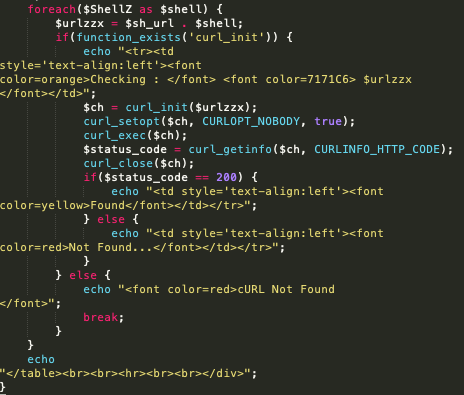 foreach($ShellZ as $shell) {
$urlzzx = $sh_url . $shell;
if(function_exists('curl_init')) {
echo "<tr><td
style='text-align:left'><font
color=orange>Checking : </font> <font color=7171C6> $urlzzx
</font></td>";
$ch = curl_init($urlzzx);
curl_setopt($ch, CURLOPT_NOBODY, true);
curl_exec($ch);
$status_code = curl_getinfo($ch, CURLINFO_HTTP_CODE);
curl_close($ch);
if($status_code == 200) {
echo "<td style='text-align:left'><font
color=yellow>Found</font></td></tr>";
} else {
echo "<td style='text-align:left'><font
color=red>Not Found...</font></td></tr>";
}
} else {
echo "<font color=red>cURL Not Found
</font>";
break;
}
}
echo
"</table><br><br><hr><br><br></div>";
}